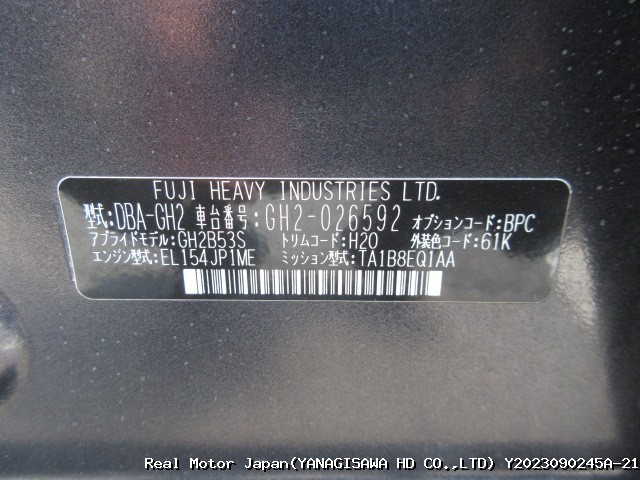 FUJI HEAVY INDUSTRIES LTD.
型式:DBA-GH2 車台番号:GH2-026592 オプションコード:BPC
アプライドモデル:GH2B53S トリムコード:H20 外装色コード:61K
エンジン型式:EL154JP1ME ミッション型式:TA1B8EQ1AA
Real Motor Japan(YANAGISAWA HD CO.,LTD) Y2023090245A-21